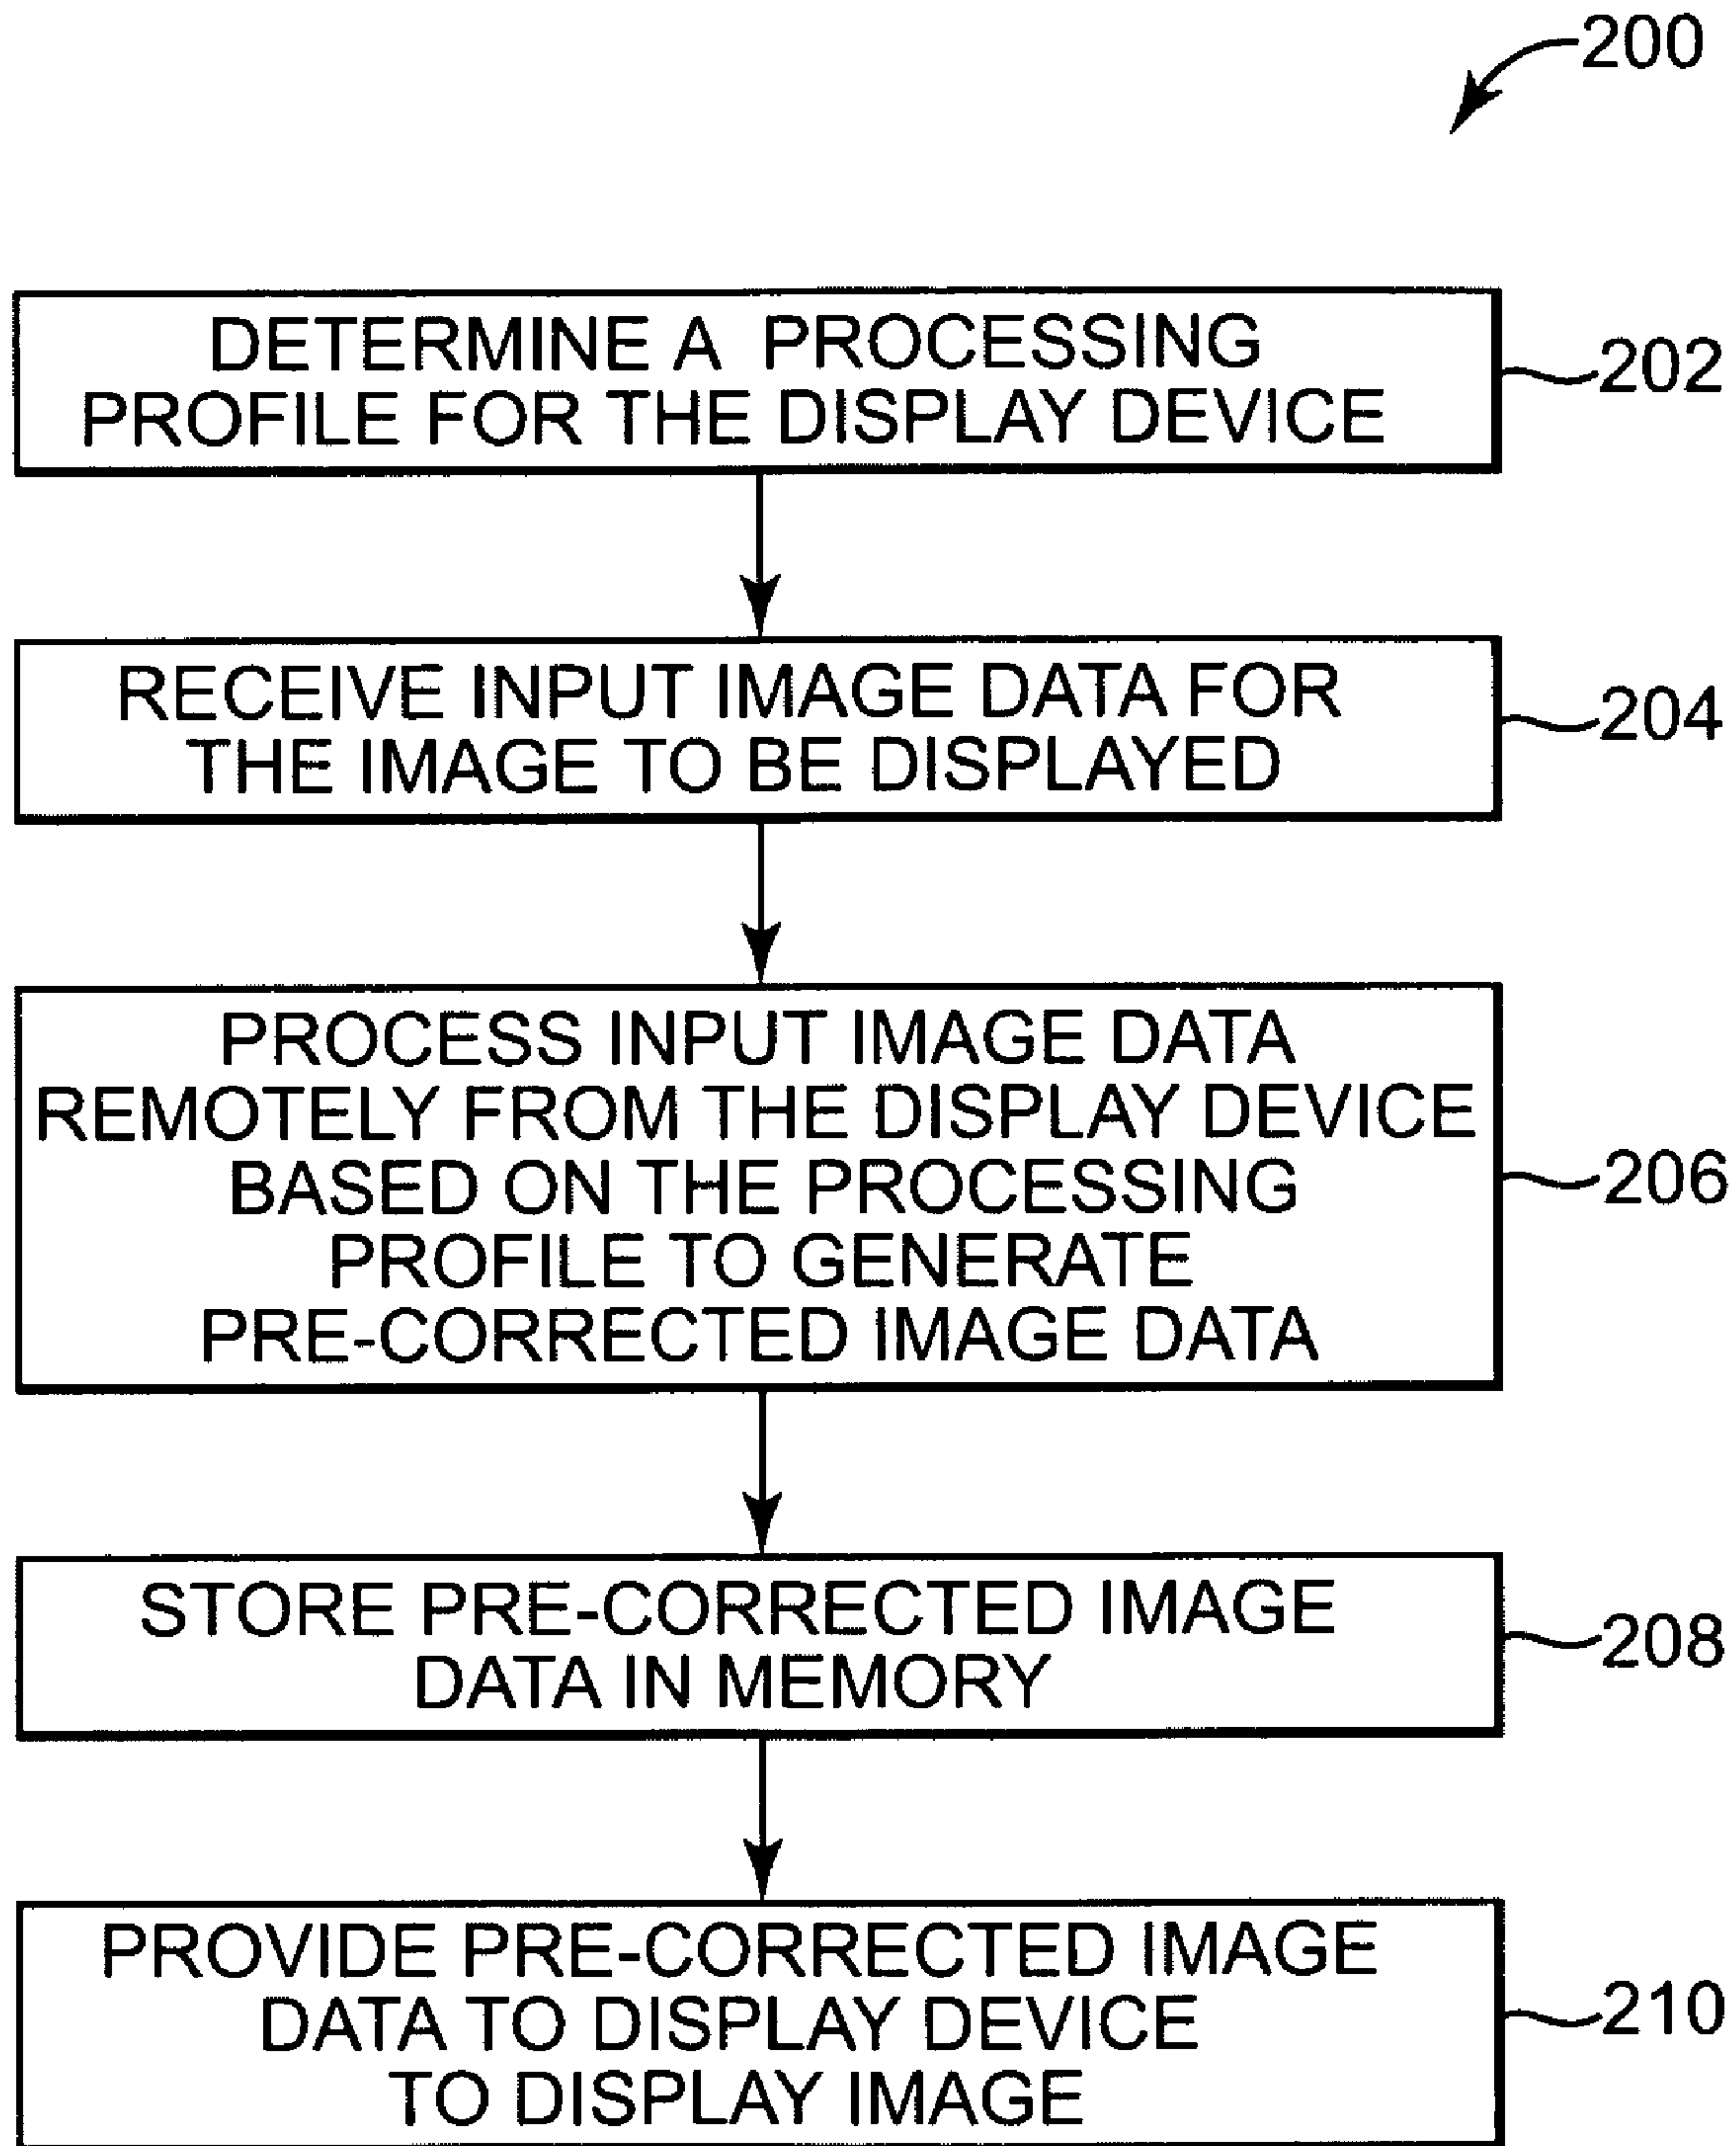 200
DETERMINE A PROCESSING
PROFILE FOR THE DISPLAY DEVICE
202
RECEIVE INPUT IMAGE DATA FOR
THE IMAGE TO BE DISPLAYED
204
PROCESS INPUT IMAGE DATA
REMOTELY FROM THE DISPLAY DEVICE
BASED ON THE PROCESSING
PROFILE TO GENERATE
PRE-CORRECTED IMAGE DATA
206
STORE PRE-CORRECTED IMAGE
DATA IN MEMORY
208
PROVIDE PRE-CORRECTED IMAGE
DATA TO DISPLAY DEVICE
TO DISPLAY IMAGE
210